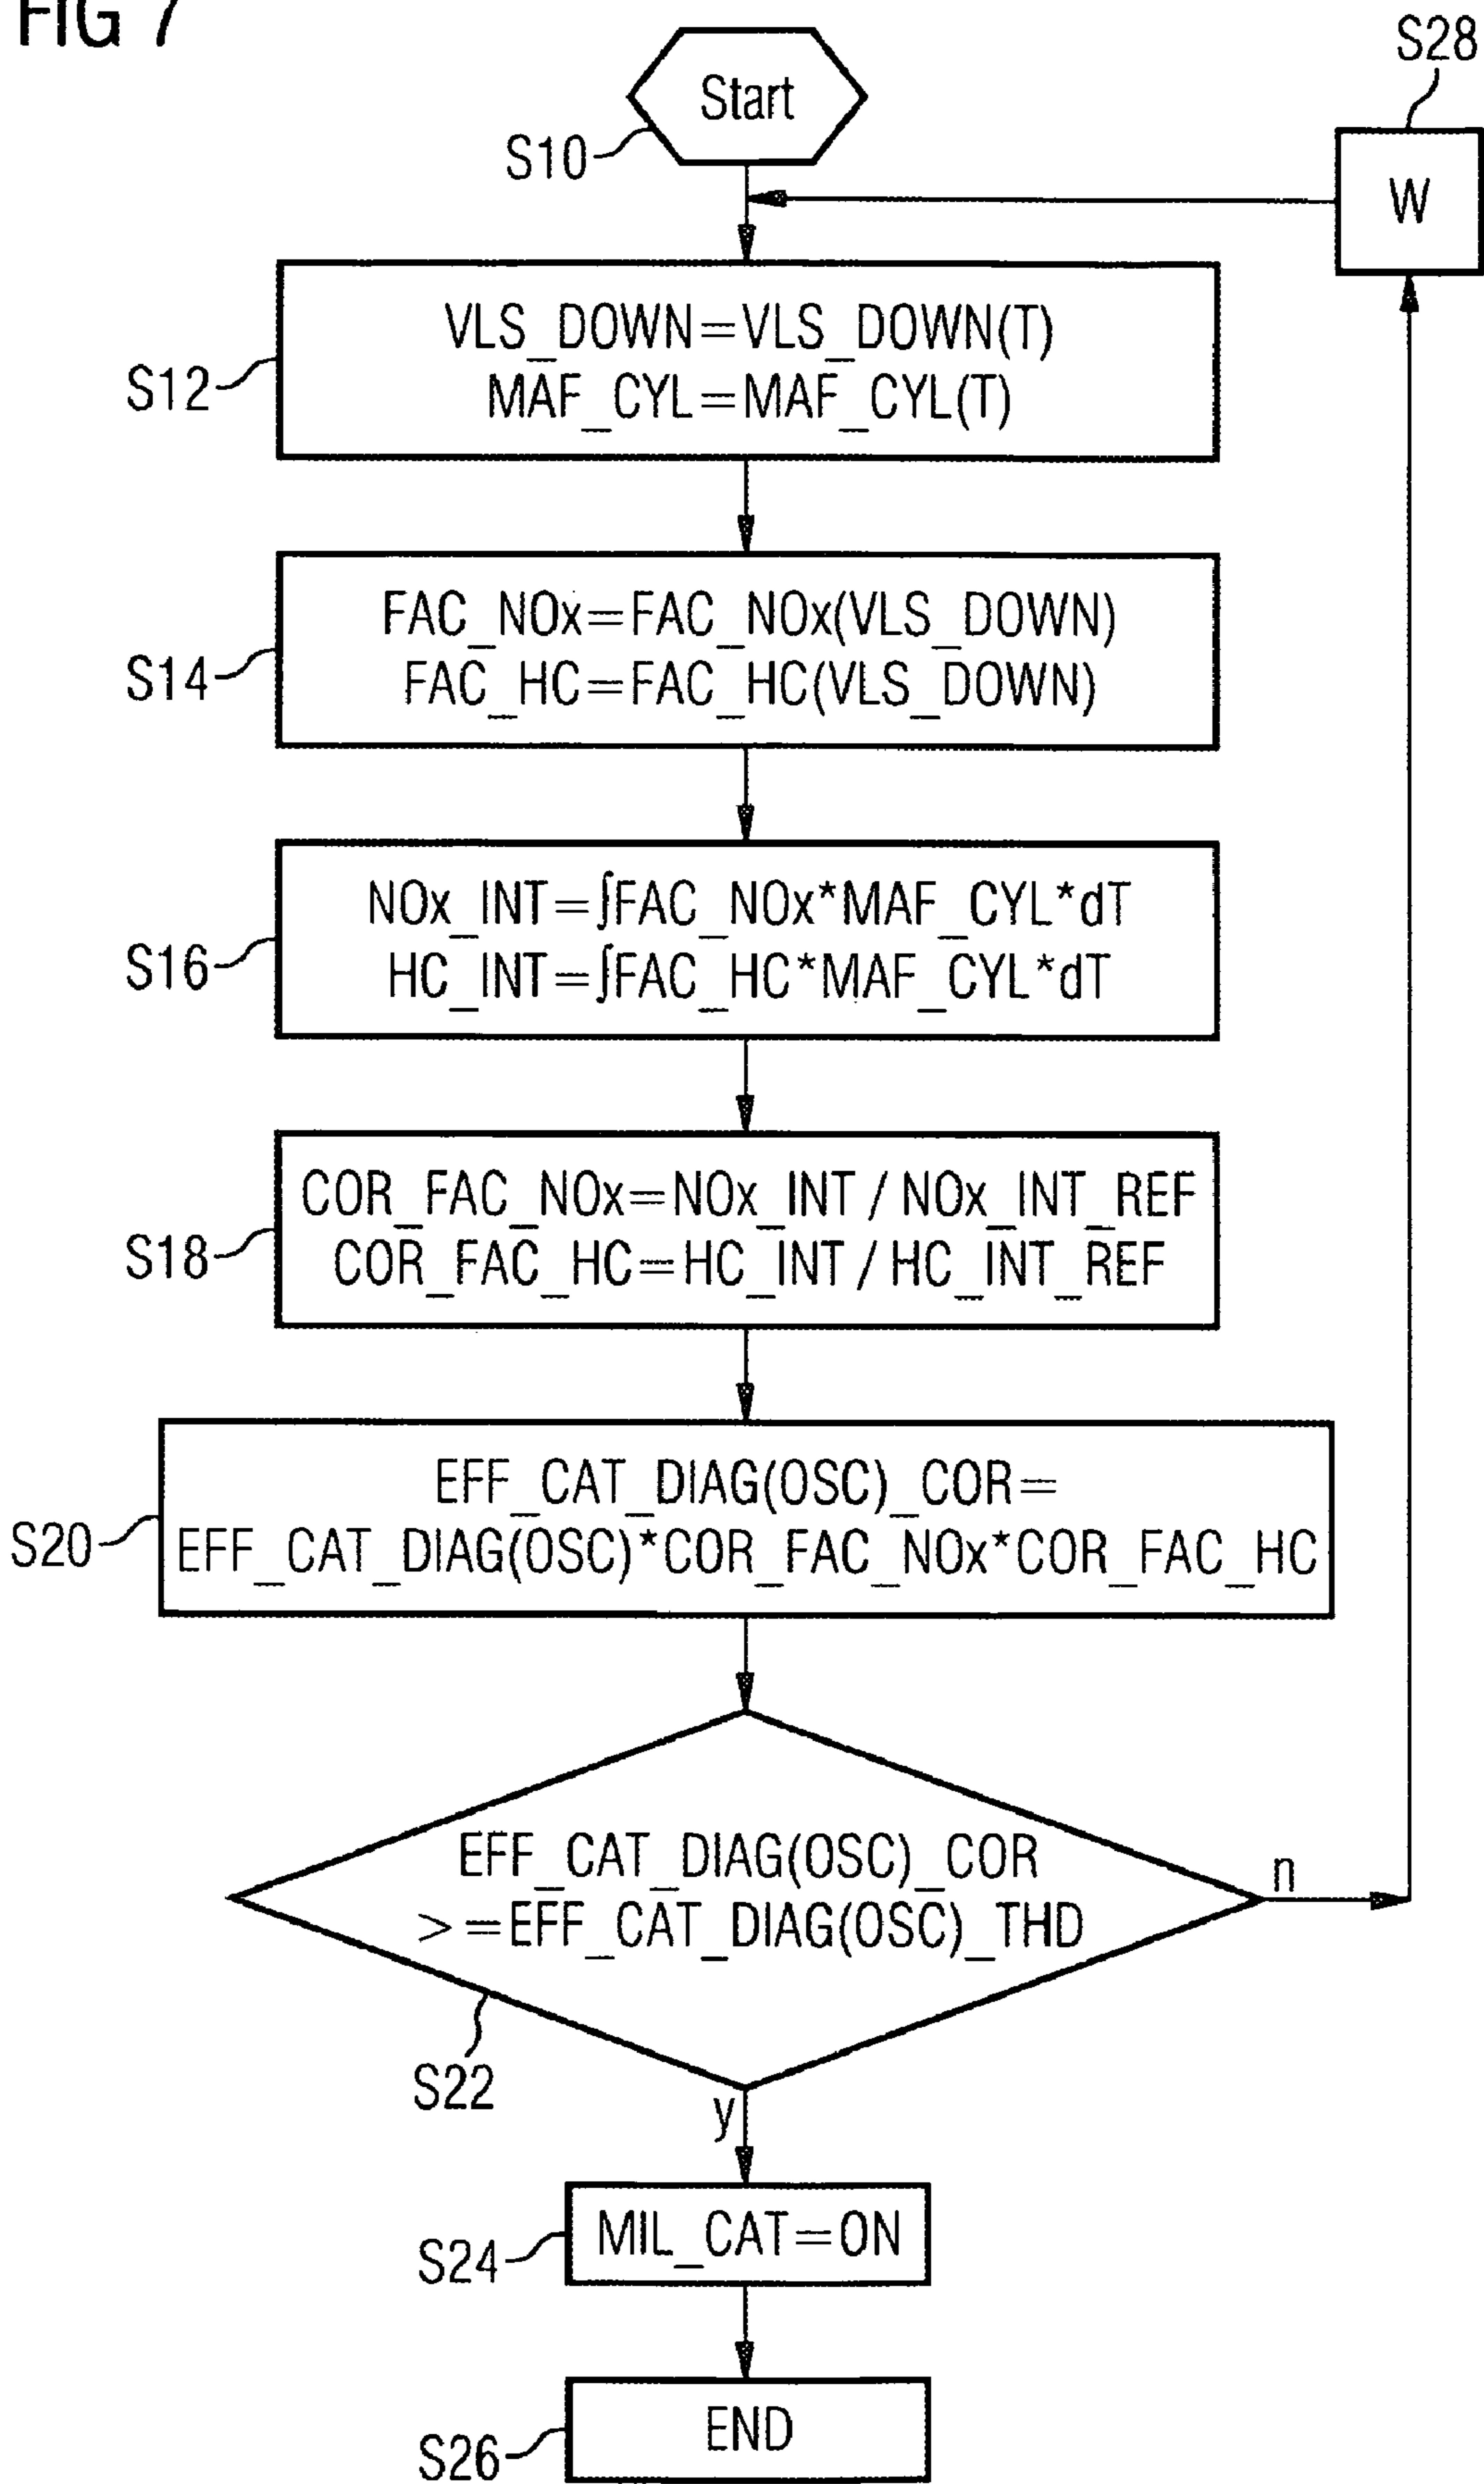 FIG 7
S28
Start
S10
W
VLS_DOWN=VLS_DOWN(T)
MAF_CYL=MAF_CYL(T)
S12
FAC_NOx=FAC_NOx(VLS_DOWN)
FAC_HC=FAC_HC(VLS_DOWN)
S14
NOx_INT=∫FAC_NOx*MAF_CYL*dT
HC_INT=∫FAC_HC*MAF_CYL*dT
S16
COR_FAC_NOx=NOx_INT / NOx_INT_REF
COR_FAC_HC=HC_INT / HC_INT_REF
S18
EFF_CAT_DIAG(OSC)_COR=
EFF_CAT_DIAG(OSC)*COR_FAC_NOx*COR_FAC_HC
S20
EFF_CAT_DIAG(OSC)_COR
>=EFF_CAT_DIAG(OSC)_THD
n
S22
y
MIL_CAT=ON
S24
END
S26